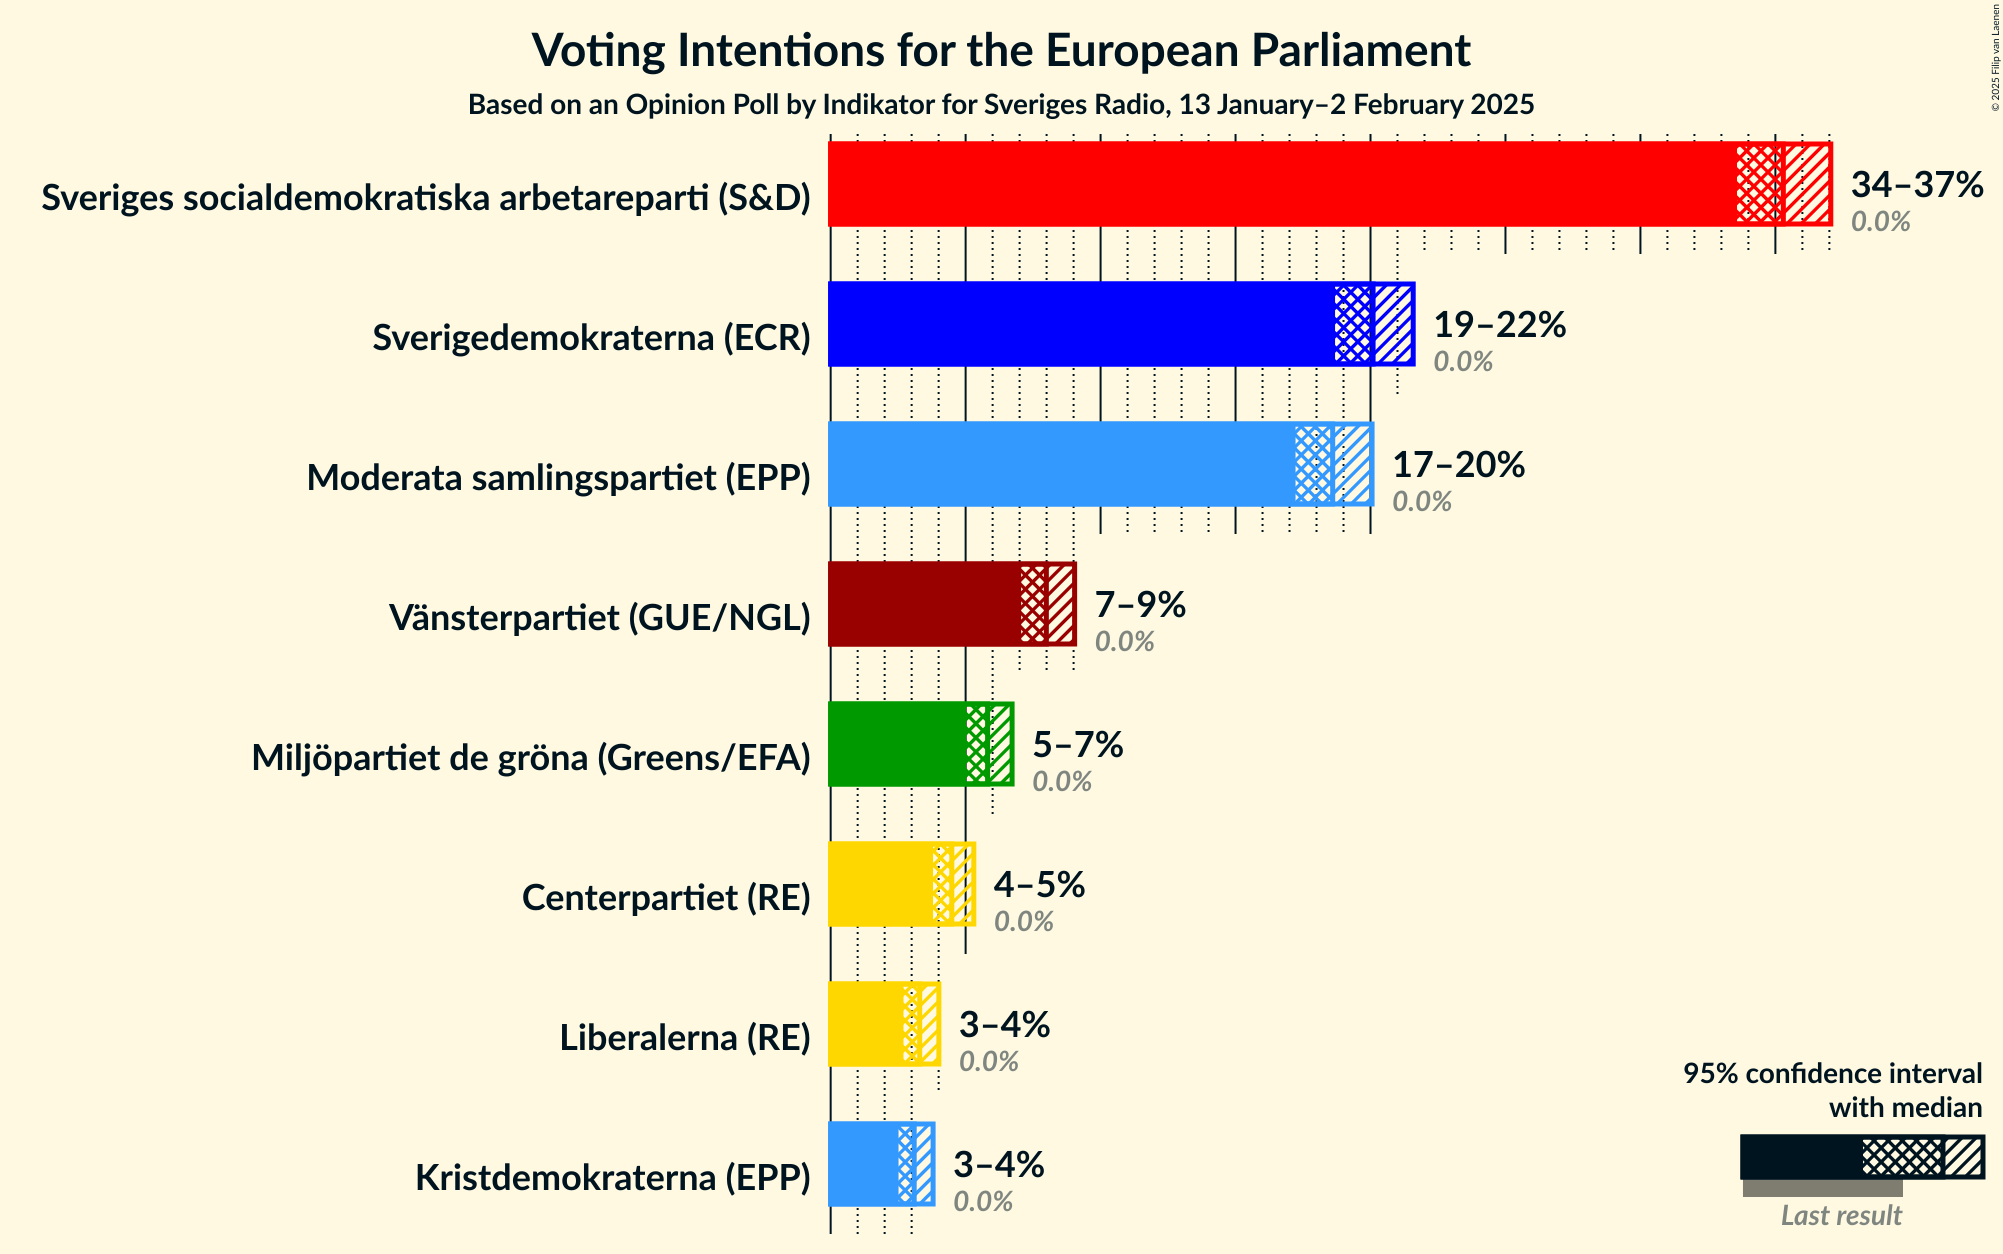 Voting Intentions for the European Parliament
Based on an Opinion Poll by Indikator for Sveriges Radio, 13 January–2 February 2025
© 2025 Filip van Laenen
Sveriges socialdemokratiska arbetareparti (S&D)
34–37%
0.0%
Sverigedemokraterna (ECR)
19–22%
0.0%
Moderata samlingspartiet (EPP)
17–20%
0.0%
Vänsterpartiet (GUE/NGL)
7–9%
0.0%
Miljöpartiet de gröna (Greens/EFA)
5–7%
0.0%
Centerpartiet (RE)
4–5%
0.0%
Liberalerna (RE)
3–4%
0.0%
Kristdemokraterna (EPP)
3–4%
0.0%
95% confidence interval
with median
Last result